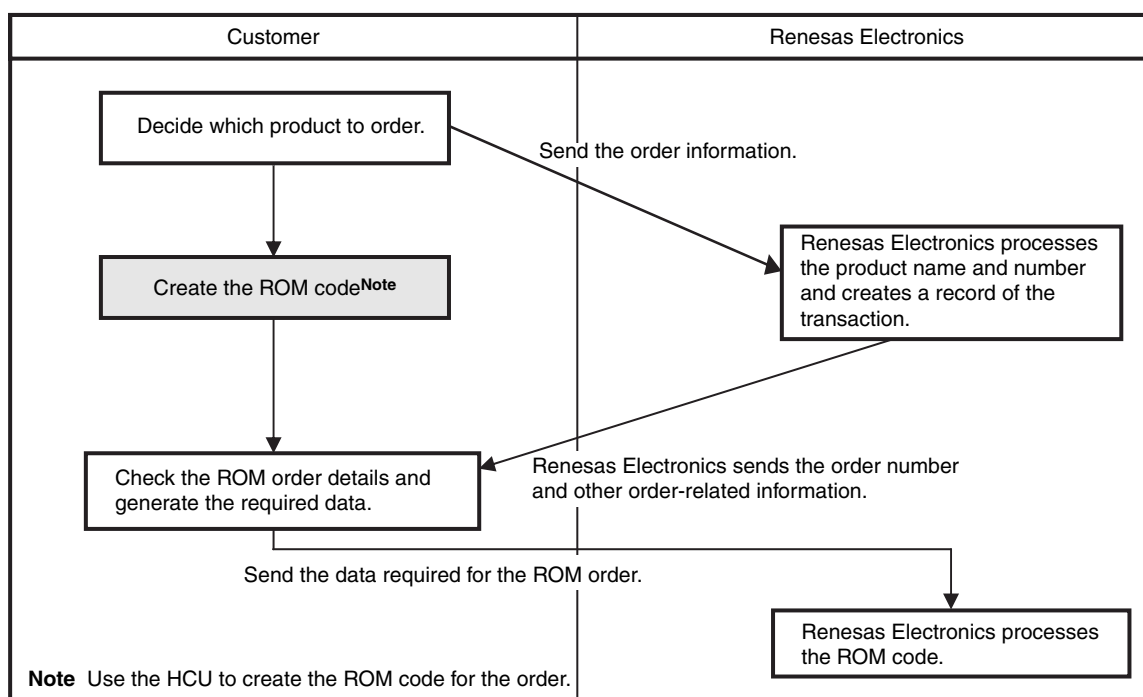 Customer
Renesas Electronics
Decide which product to order.
Send the order information.
Renesas Electronics processes
the product name and number
and creates a record of the
transaction.
Create the ROM codeNote
Check the ROM order details and
generate the required data.
Renesas Electronics sends the order number
and other order-related information.
Send the data required for the ROM order.
Renesas Electronics processes
the ROM code.
Note Use the HCU to create the ROM code for the order.